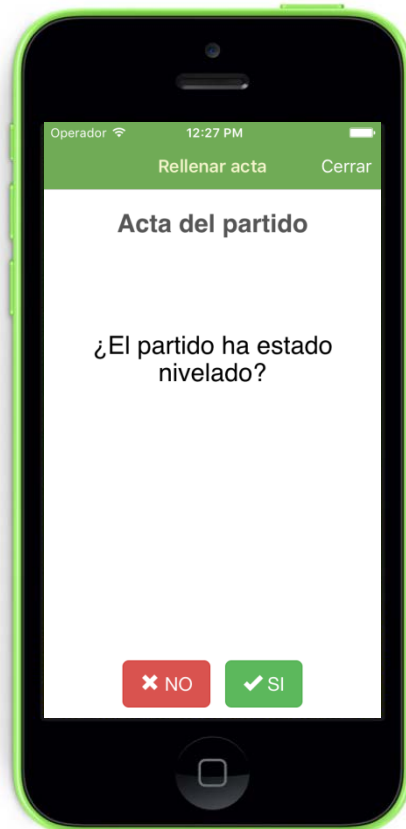 Operador 12:27 PM
Rellenar acta Cerrar
Acta del partido
¿El partido ha estado
nivelado?
NO SI